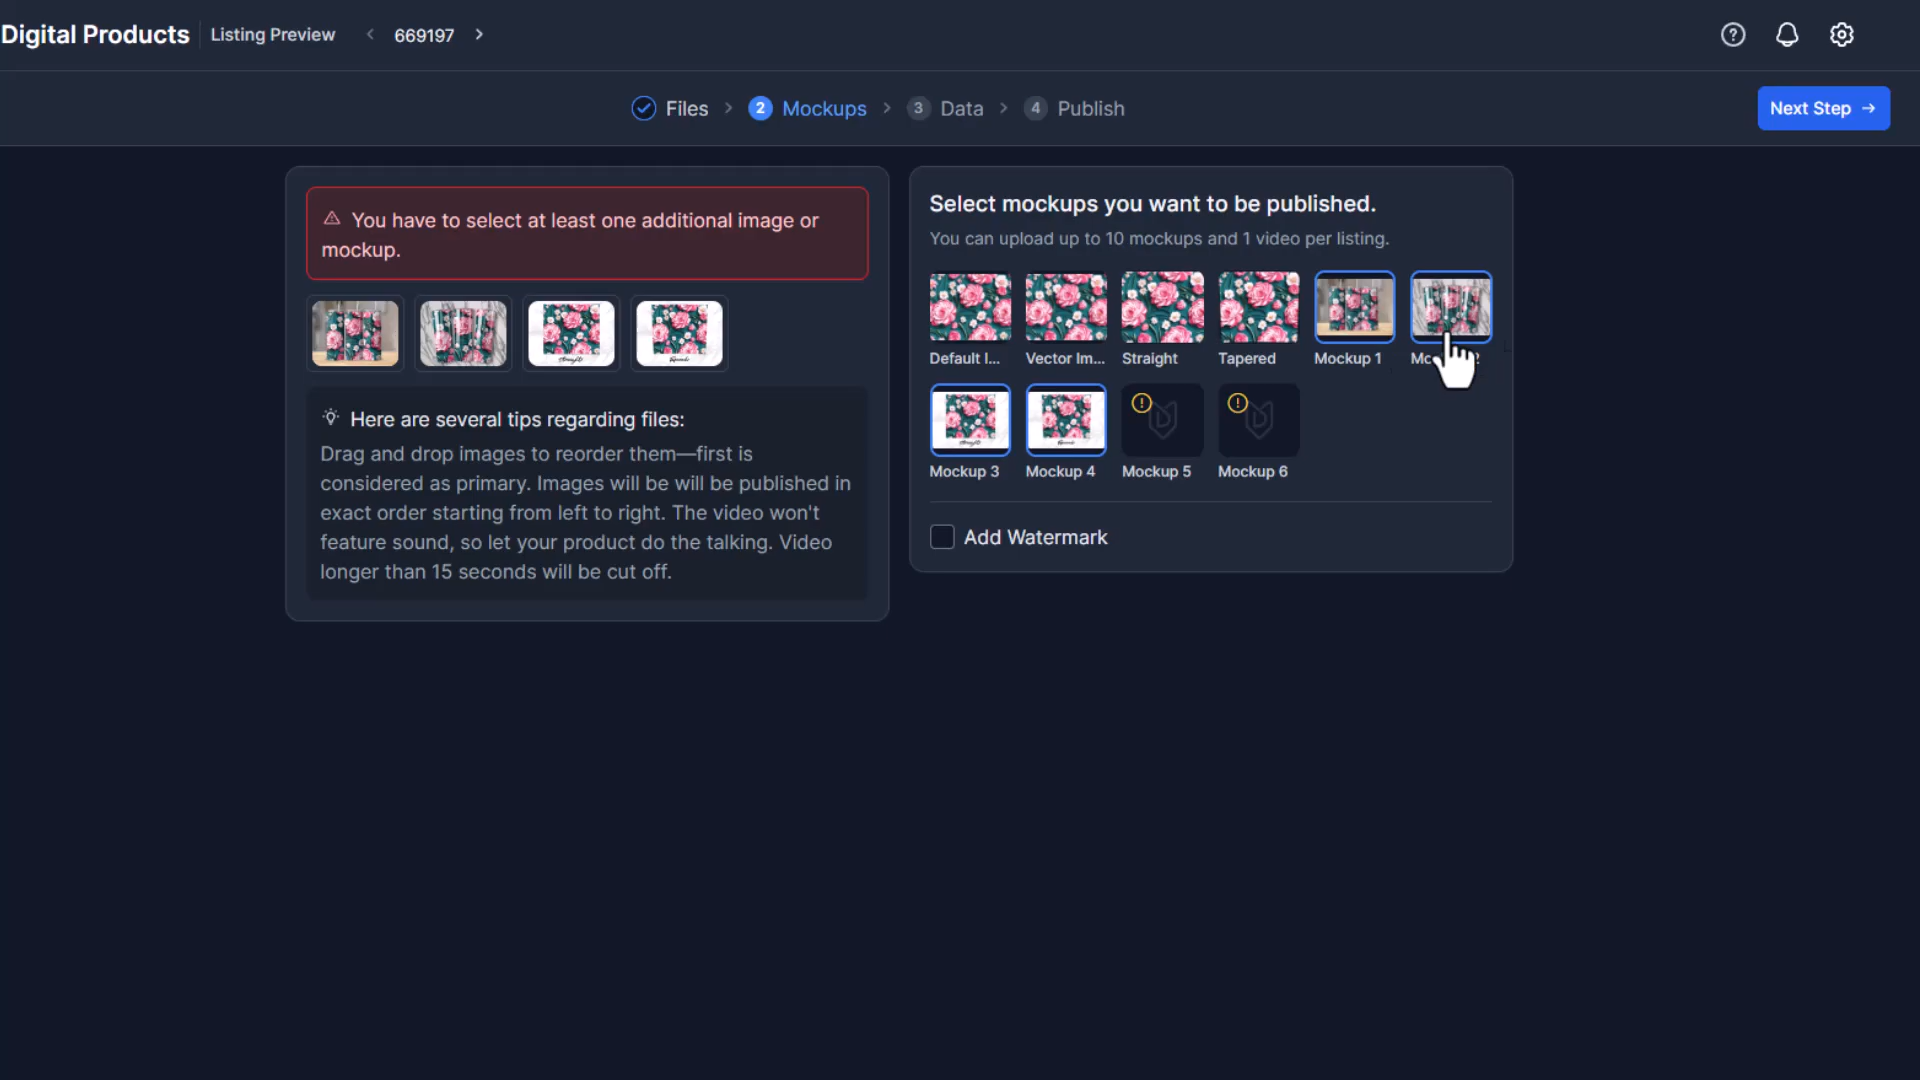 Digital Products
Listing Preview
669197
Files
2 Mockups
3 Data
4 Publish
Next Step
You have to select at least one additional image or
mockup.
Here are several tips regarding files:
Drag and drop images to reorder them—first is
considered as primary. Images will be will be published in
exact order starting from left to right. The video won't
feature sound, so let your product do the talking. Video
longer than 15 seconds will be cut off.
Select mockups you want to be published.
You can upload up to 10 mockups and 1 video per listing.
Default I...
Vector Im...
Straight
Tapered
Mockup 1
Mockup 3
Mockup 4
Mockup 5
Mockup 6
Add Watermark